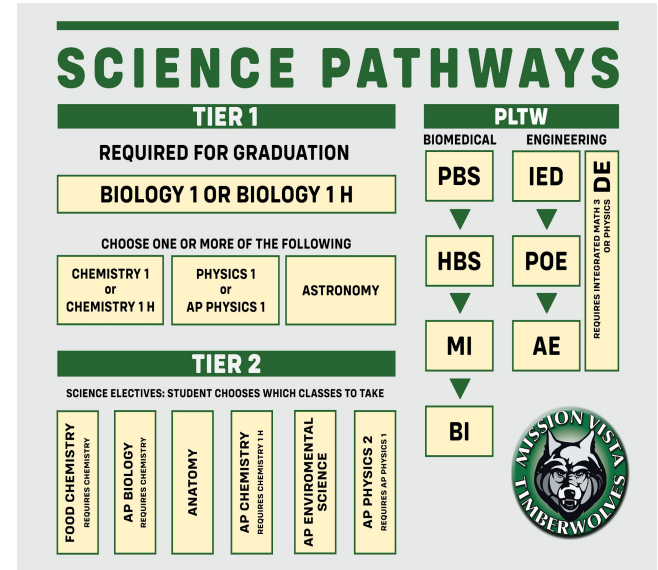 SCIENCE PATHWAYS
TIER 1
REQUIRED FOR GRADUATION
BIOLOGY 1 OR BIOLOGY 1 H
CHOOSE ONE OR MORE OF THE FOLLOWING
CHEMISTRY 1
or
CHEMISTRY 1 H
PHYSICS 1
or
AP PHYSICS 1
ASTRONOMY
TIER 2
SCIENCE ELECTIVES: STUDENT CHOOSES WHICH CLASSES TO TAKE
FOOD CHEMISTRY
REQUIRES CHEMISTRY
AP BIOLOGY
REQUIRES CHEMISTRY
ANATOMY
AP CHEMISTRY
REQUIRES CHEMISTRY 1 H
AP ENVIROMENTAL
SCIENCE
AP PHYSICS 2
REQUIRES AP PHYSICS 1
PLTW
BIOMEDICAL
PBS
HBS
MI
BI
ENGINEERING
IED
POE
AE
DE
REQUIRES INTEGRATED MATH 3
OR PHYSICS
MISSION VISTA
TIMBERWOLVES